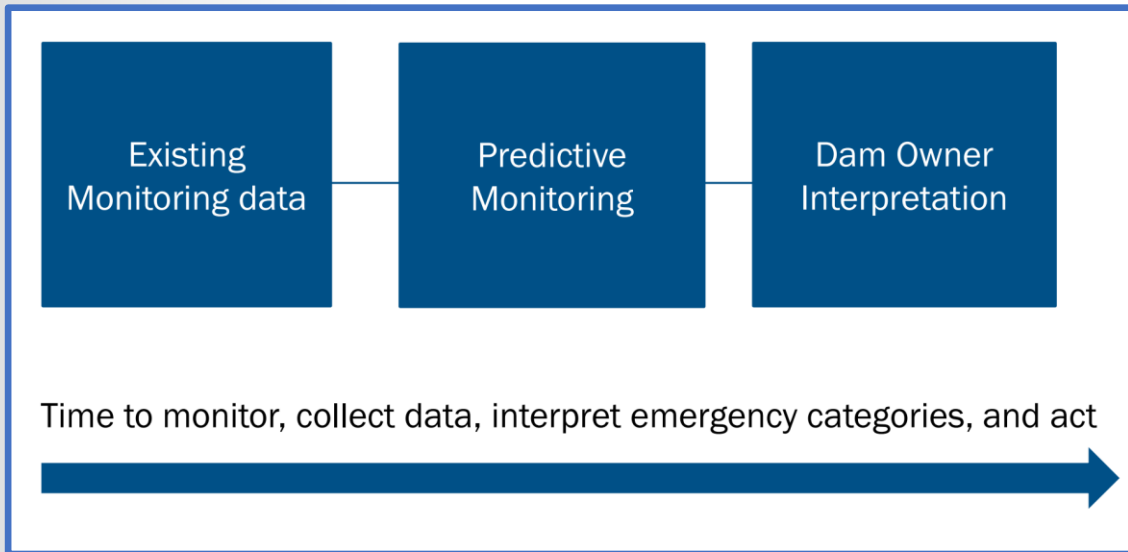 Existing
Monitoring data
Predictive
Monitoring
Dam Owner
Interpretation
Time to monitor, collect data, interpret emergency categories, and act